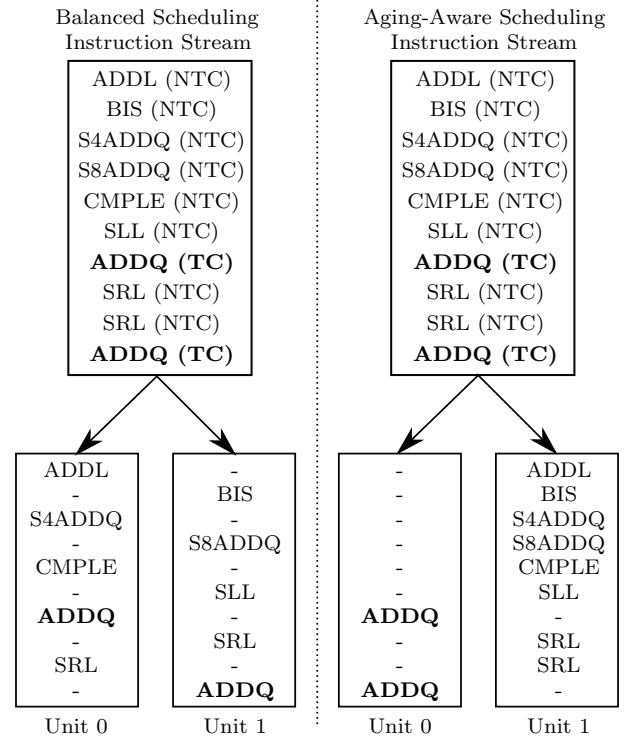 Balanced Scheduling
Instruction Stream
ADDL (NTC)
BIS (NTC)
S4ADDQ (NTC)
S8ADDQ (NTC)
CMPLE (NTC)
SLL (NTC)
ADDQ (TC)
SRL (NTC)
SRL (NTC)
ADDQ (TC)
ADDL
-
S4ADDQ
-
CMPLE
-
ADDQ
-
SRL
-
Unit 0
-
BIS
-
S8ADDQ
-
SLL
-
SRL
-
ADDQ
Unit 1
Aging-Aware Scheduling
Instruction Stream
ADDL (NTC)
BIS (NTC)
S4ADDQ (NTC)
S8ADDQ (NTC)
CMPLE (NTC)
SLL (NTC)
ADDQ (TC)
SRL (NTC)
SRL (NTC)
ADDQ (TC)
-
-
-
-
-
-
ADDQ
-
-
ADDQ
Unit 0
ADDL
BIS
S4ADDQ
S8ADDQ
CMPLE
SLL
-
SRL
SRL
-
Unit 1